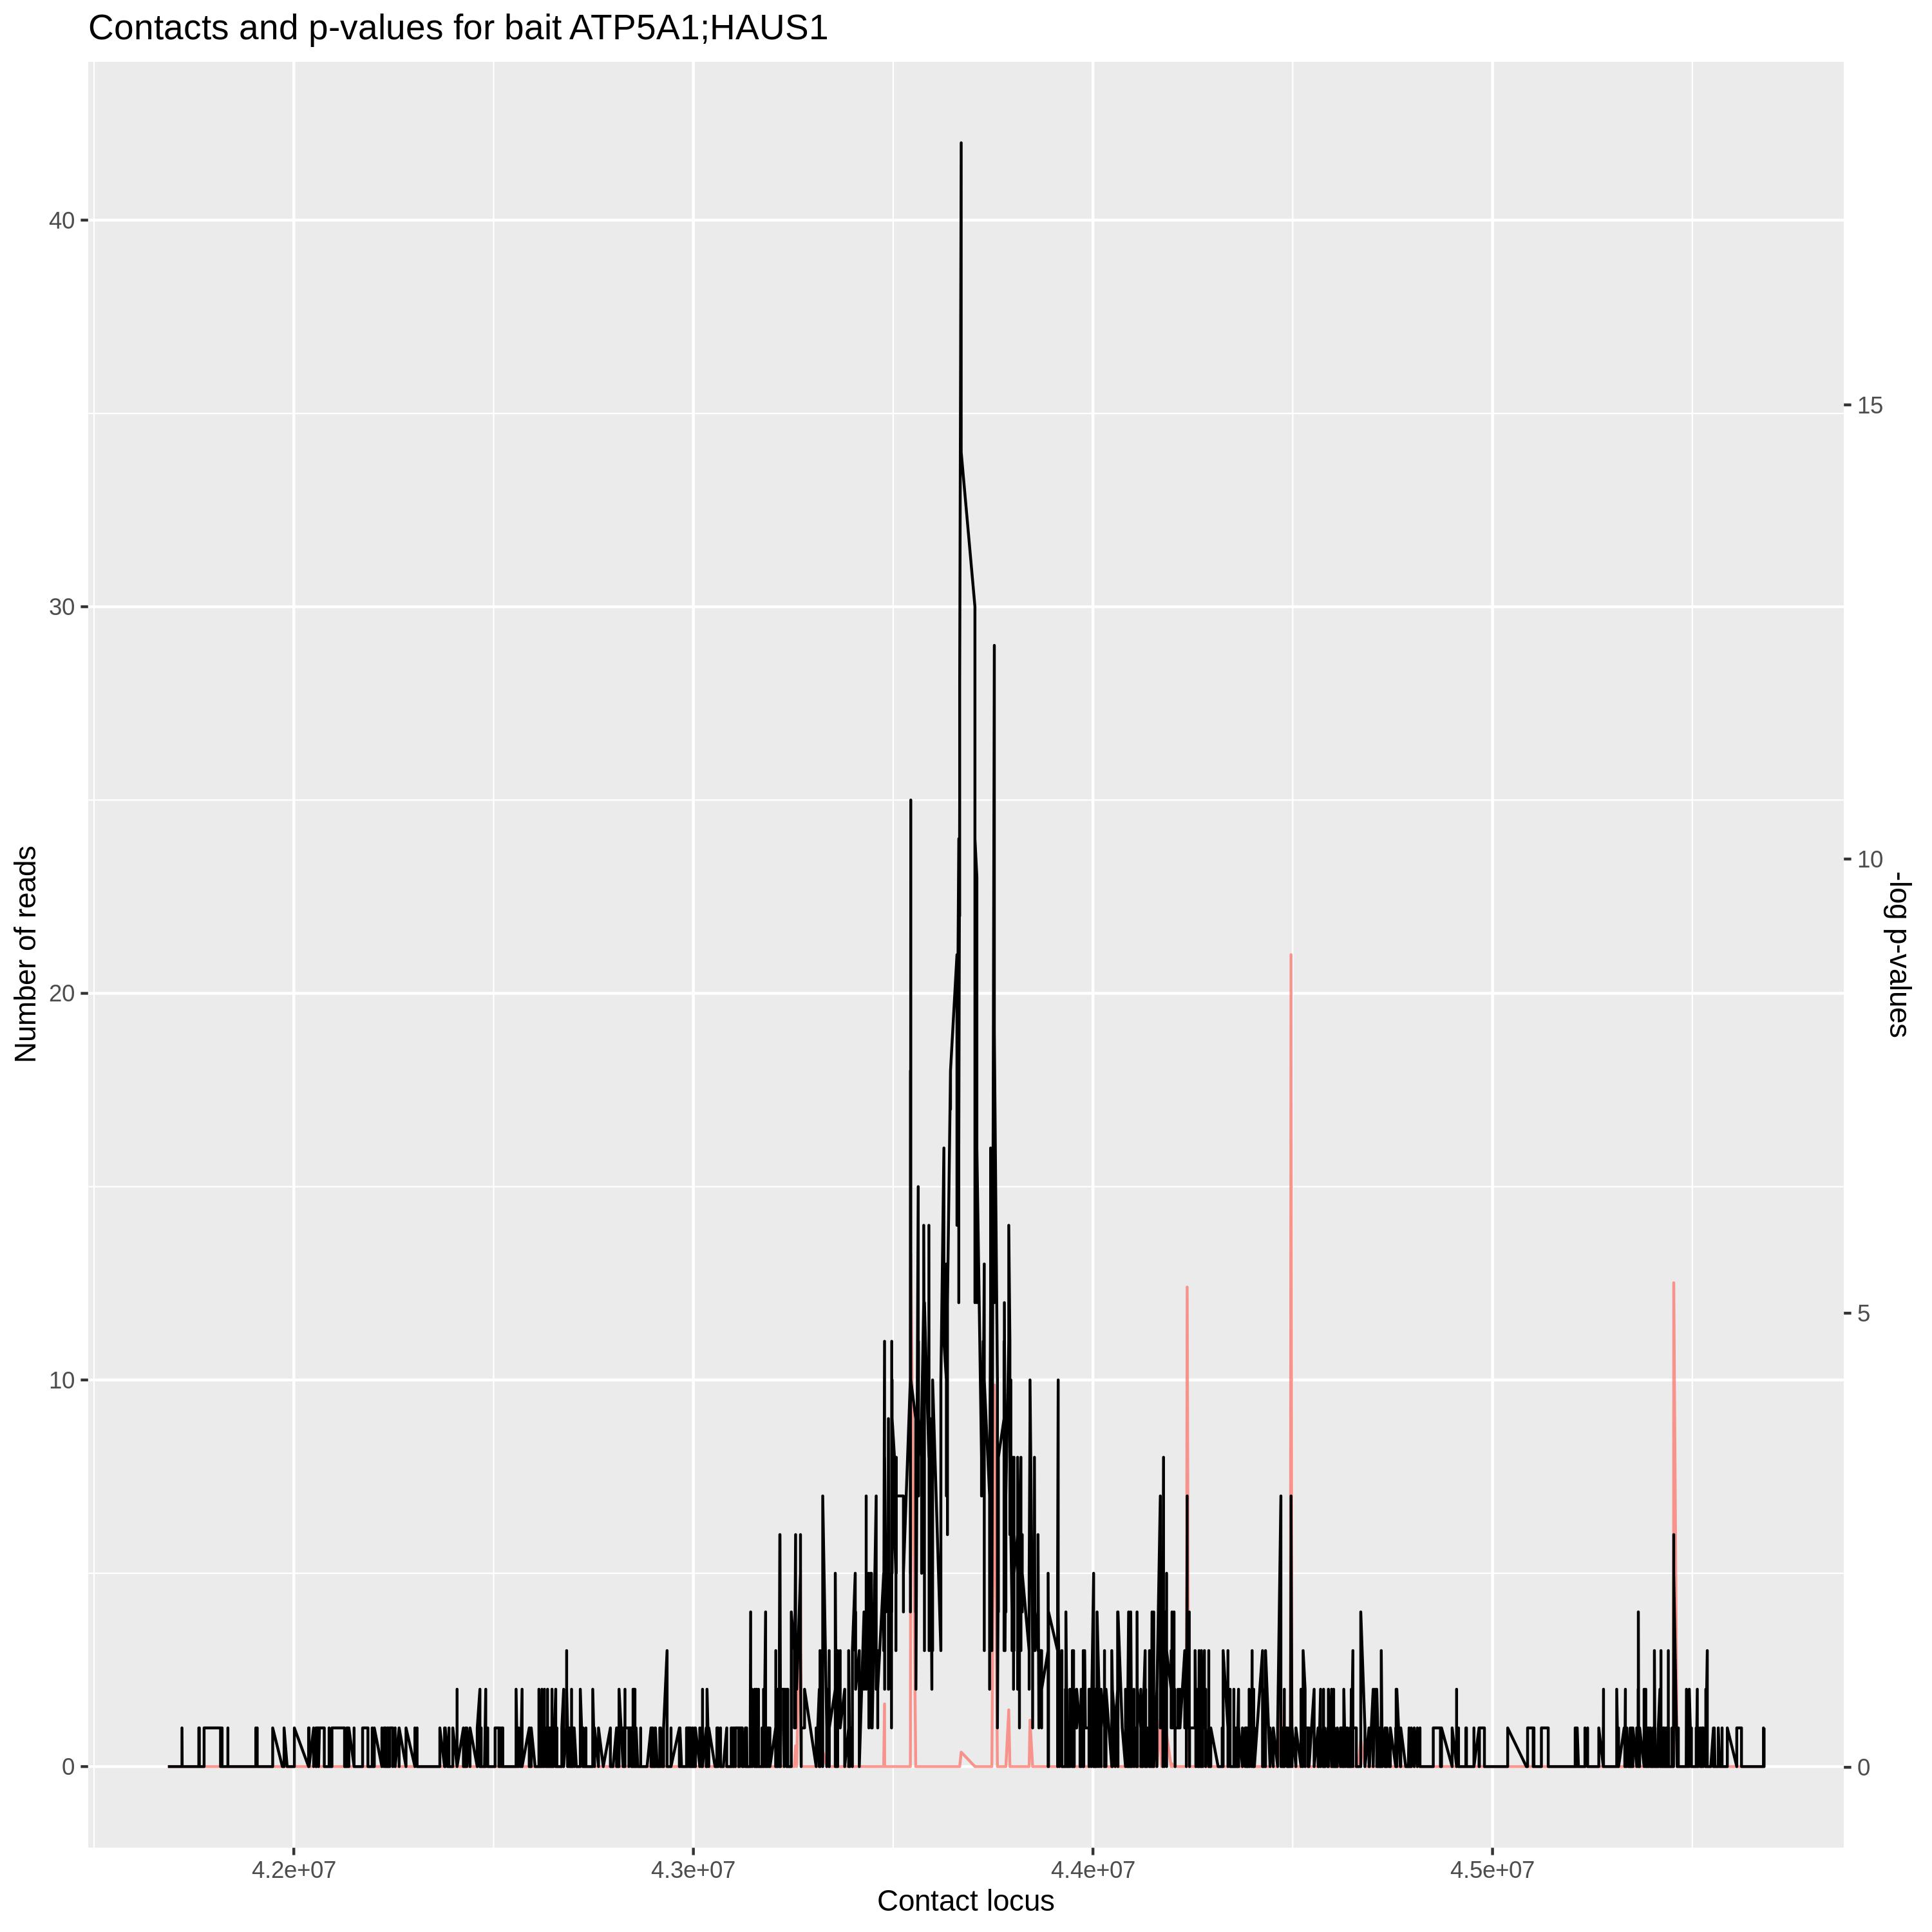 Contacts and p-values for bait ATP5A1;HAUS1
40
30
20
10
0
Number of reads
15
10
5
0
-log p-values
4.2e+07
4.3e+07
4.4e+07
4.5e+07
Contact locus